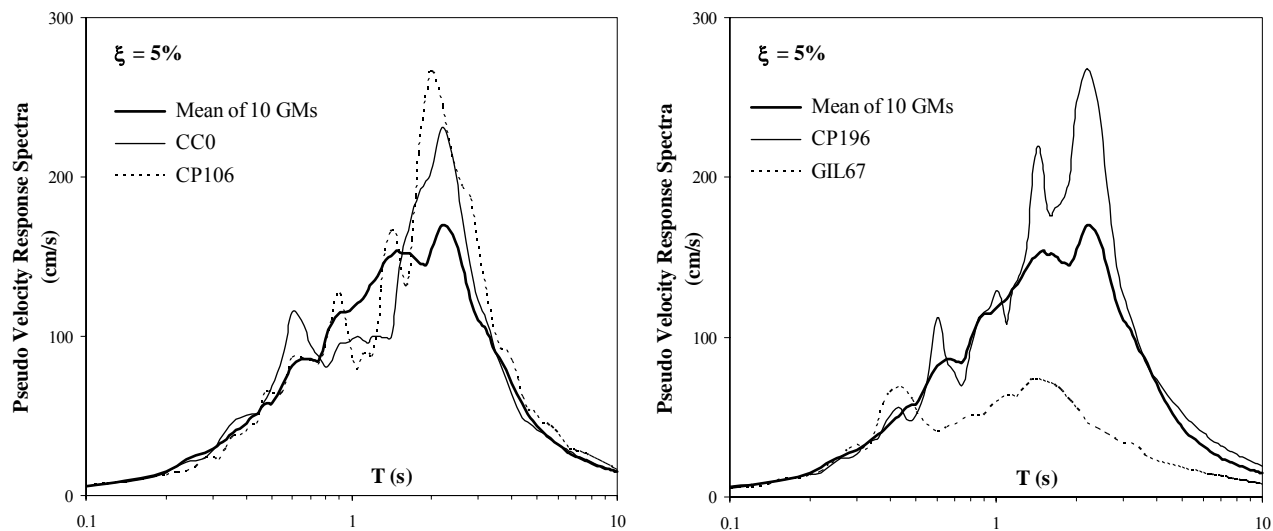 300
200
100
0
Pseudo Velocity Response Spectra
(cm/s)
ξ = 5%
Mean of 10 GMs
CC0
CP106
T (s)
0.1
1
10
300
200
100
0
Pseudo Velocity Response Spectra
(cm/s)
ξ = 5%
Mean of 10 GMs
CP196
GIL67
T (s)
0.1
1
10